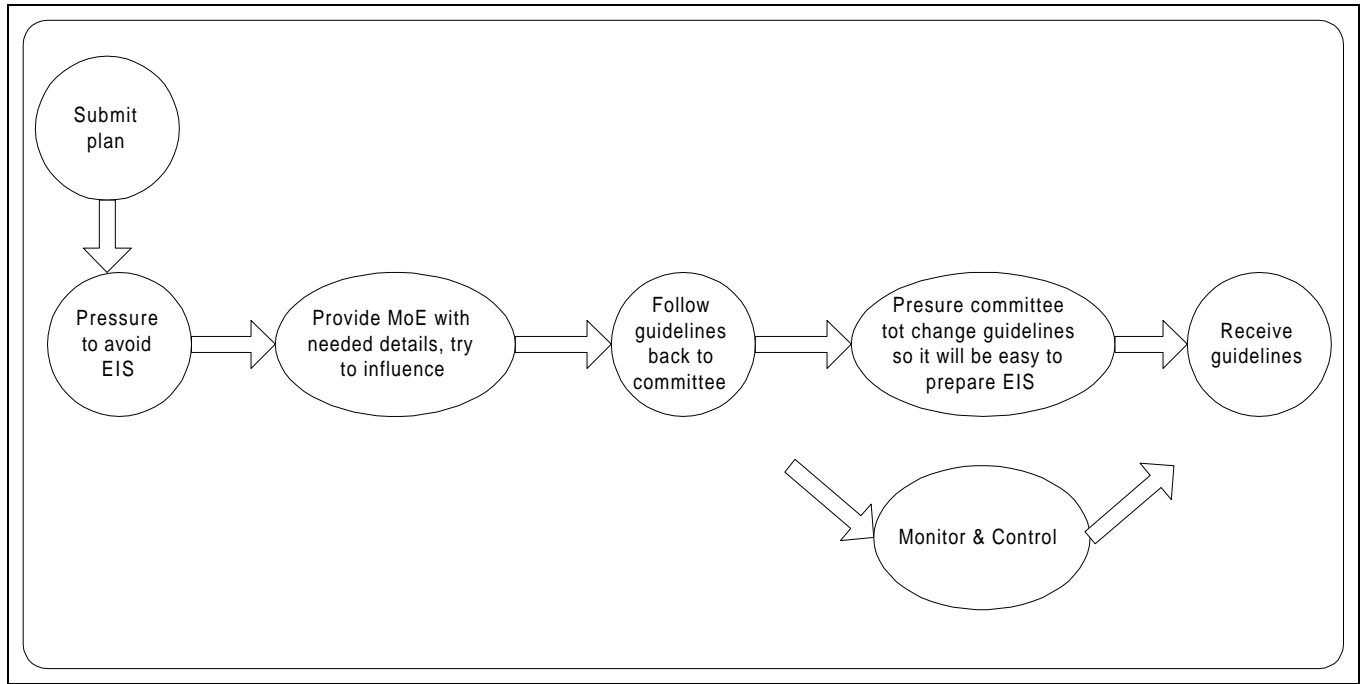 Submit
plan
Pressure
to avoid
EIS
Provide MoE with
needed details, try
to influence
Follow
guidelines
back to
committee
Presure committee
tot change guidelines
so it will be easy to
prepare EIS
Receive
guidelines
Monitor & Control